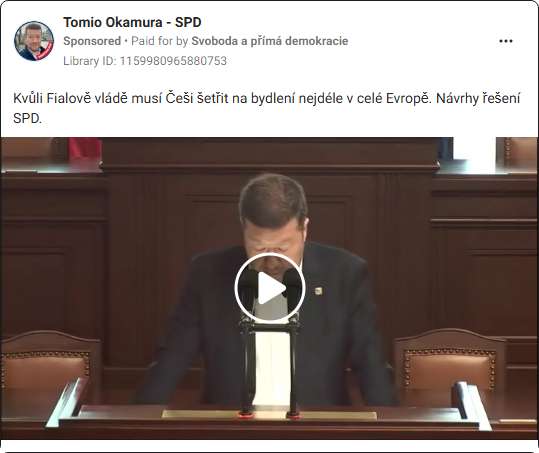 Tomio Okamura - SPD
Sponsored • Paid for by Svoboda a přímá demokracie
Library ID: 1159980965880753
Kvůli Fialově vládě musí Češi šetřit na bydlení nejdéle v celé Evropě. Návrhy řešení
SPD.